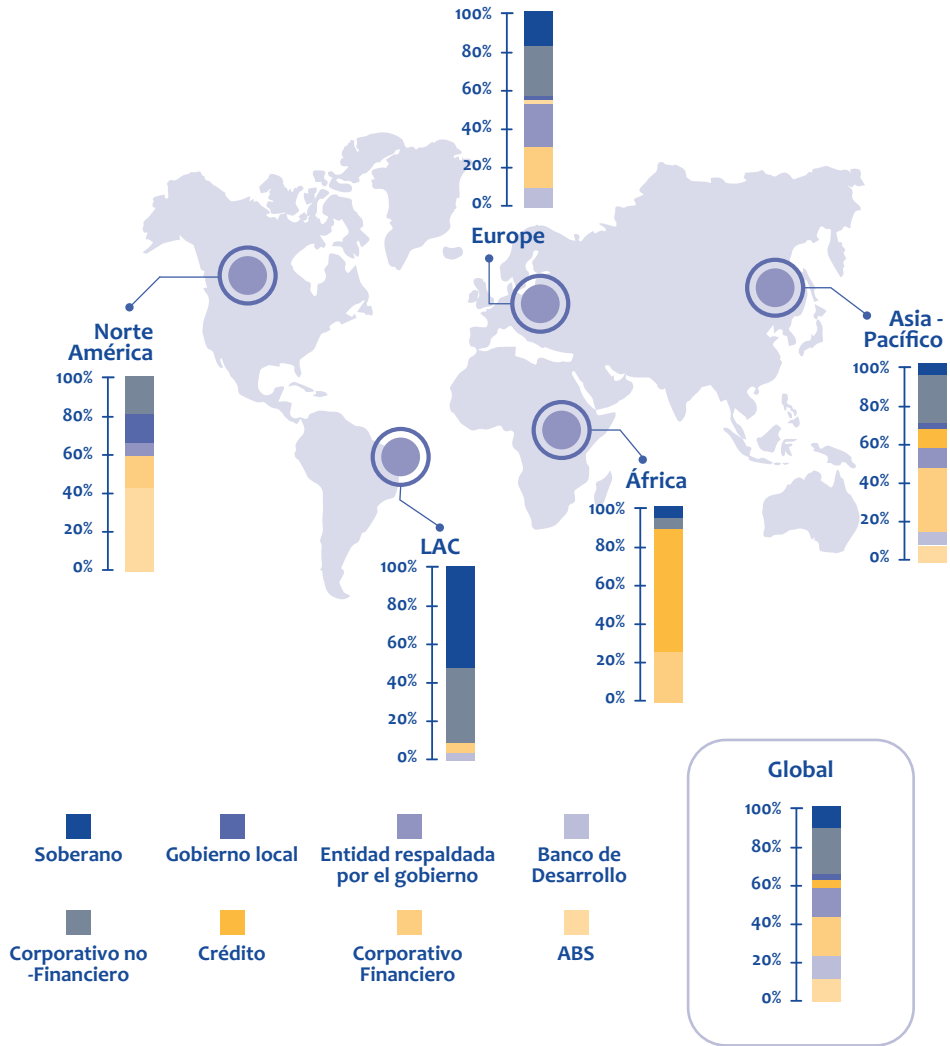 100%
80%
60%
40%
20%
0%
Europe
Norte
América
100%
80%
60%
40%
20%
0%
Asia -
Pacífico
100%
80%
60%
40%
20%
0%
África
100%
80%
60%
40%
20%
0%
LAC
100%
80%
60%
40%
20%
0%
Global
100%
80%
60%
40%
20%
0%
Soberano
Gobierno local
Entidad respaldada
por el gobierno
Banco de
Desarrollo
Corporativo no
-Financiero
Crédito
Corporativo
Financiero
ABS